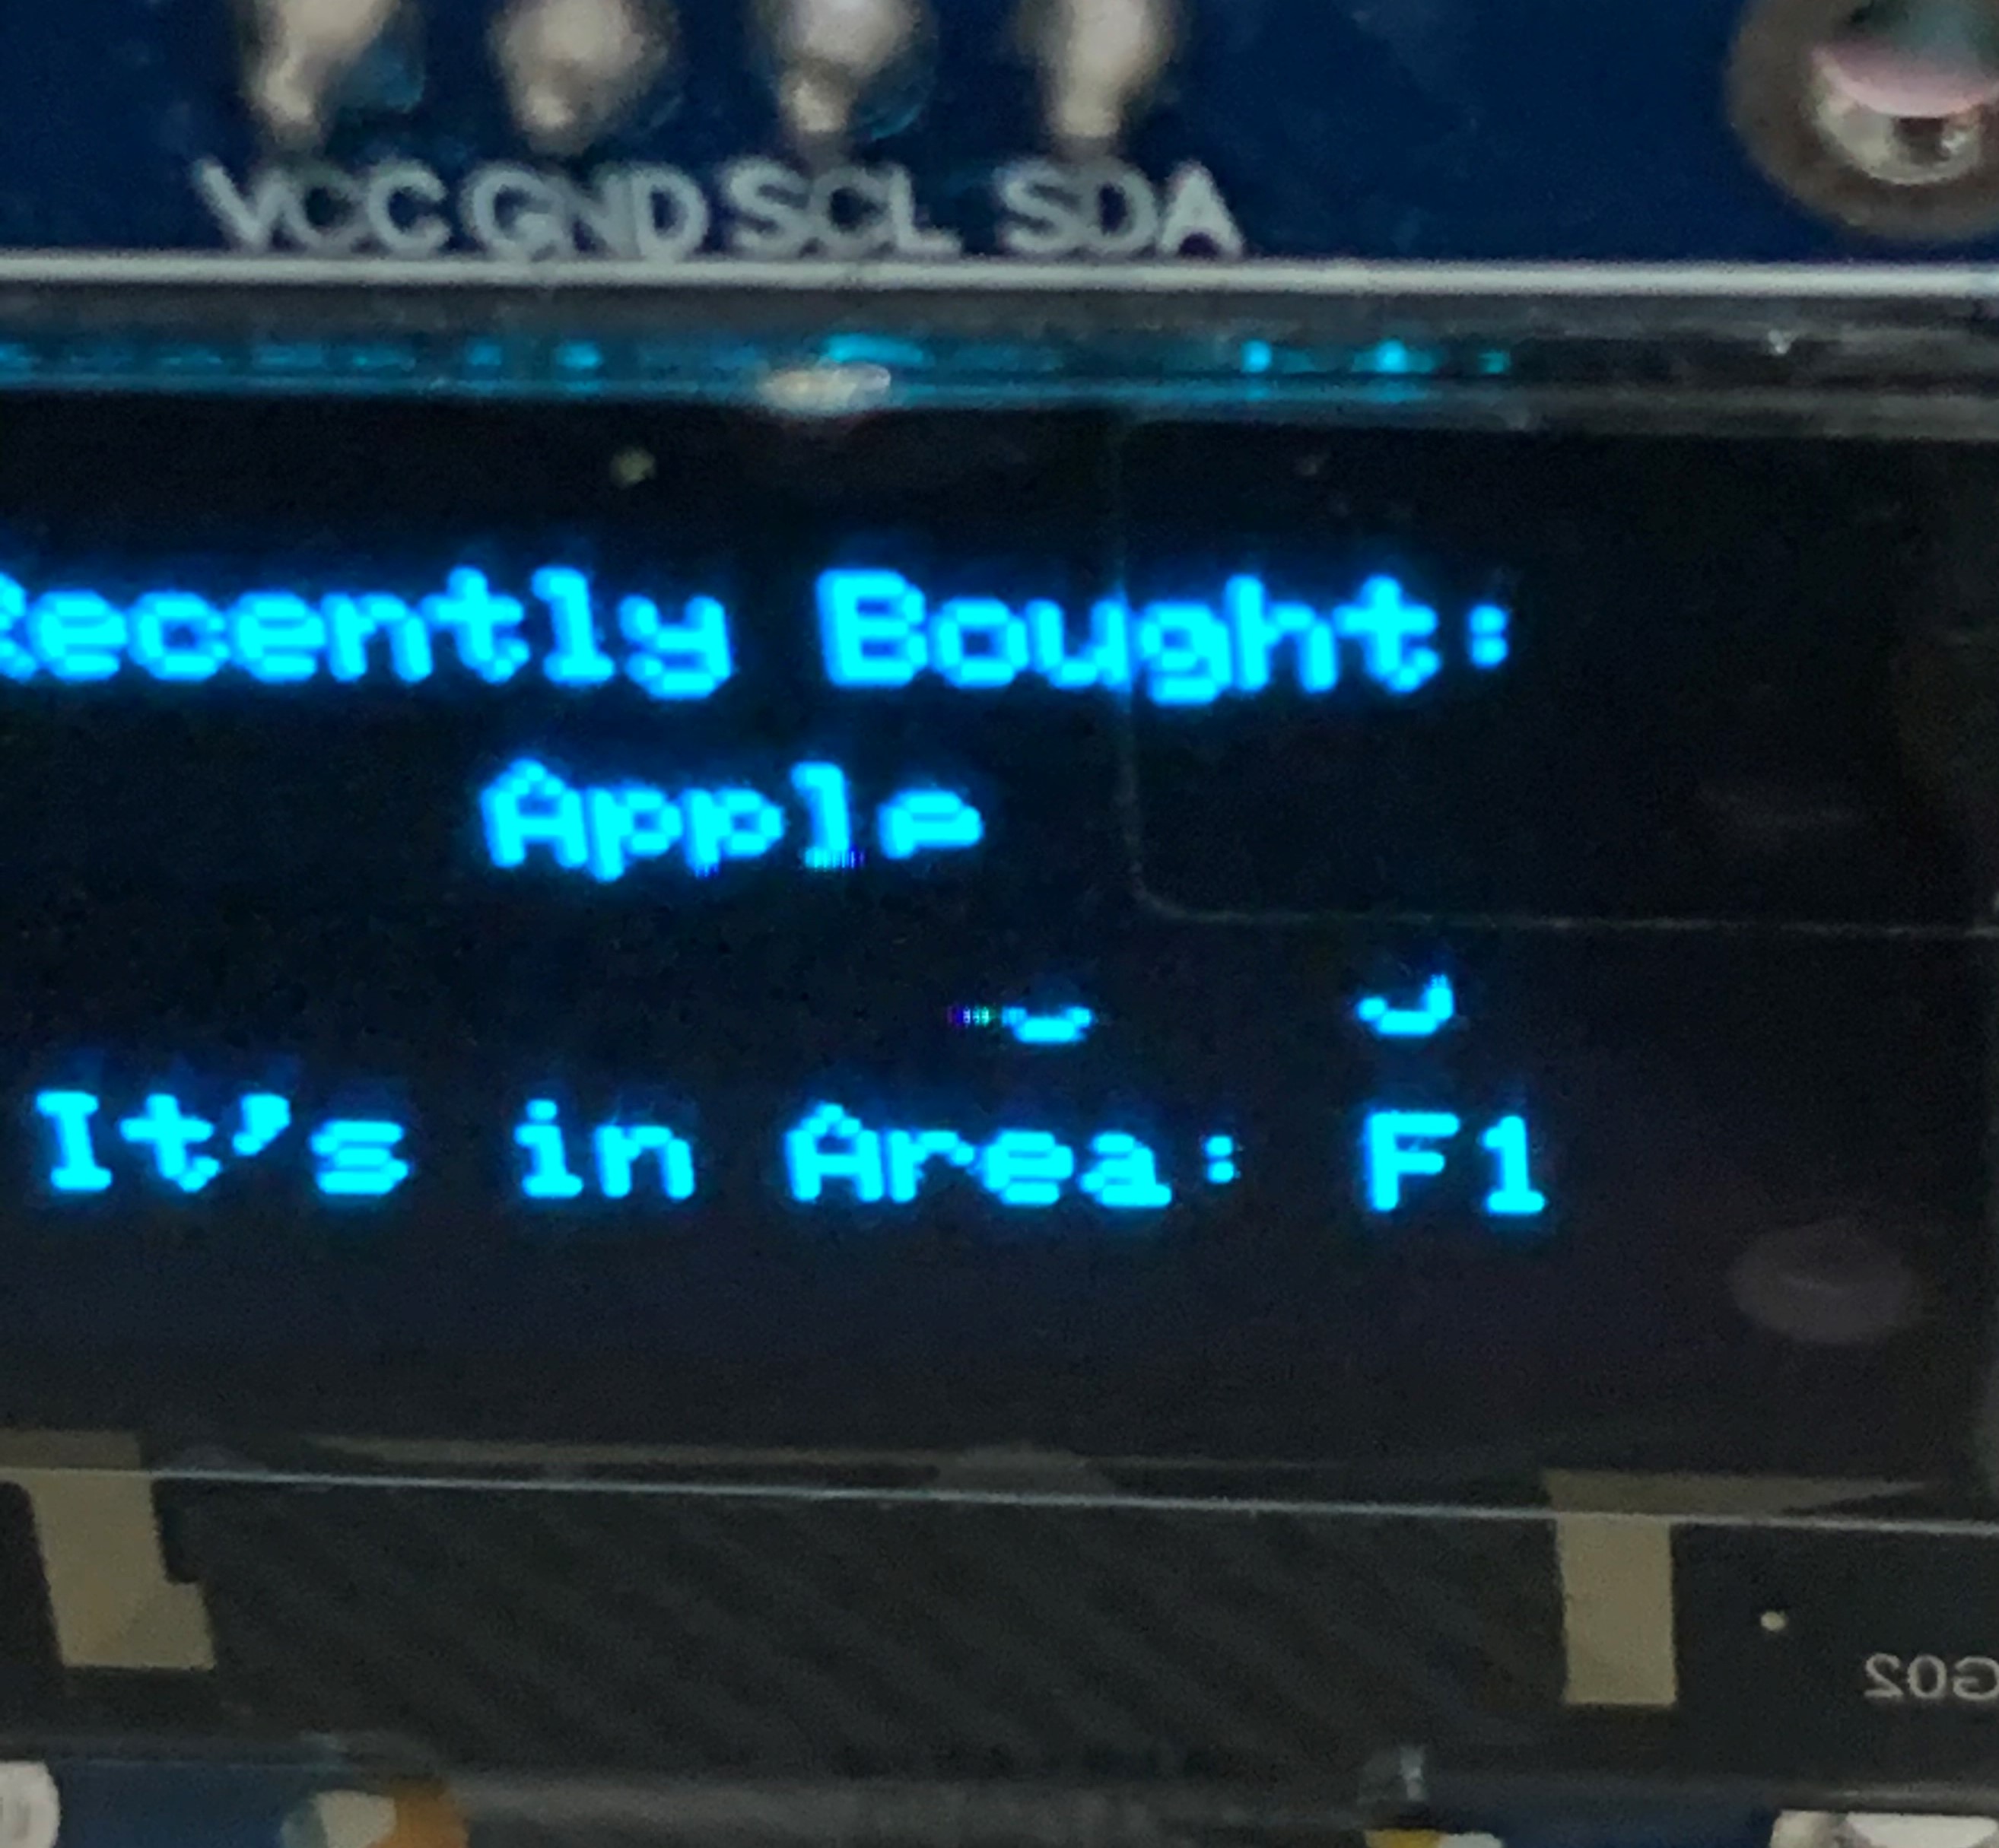 VCC GND SCL SDA
Recently Bought:
Apple
It's in Area: F1